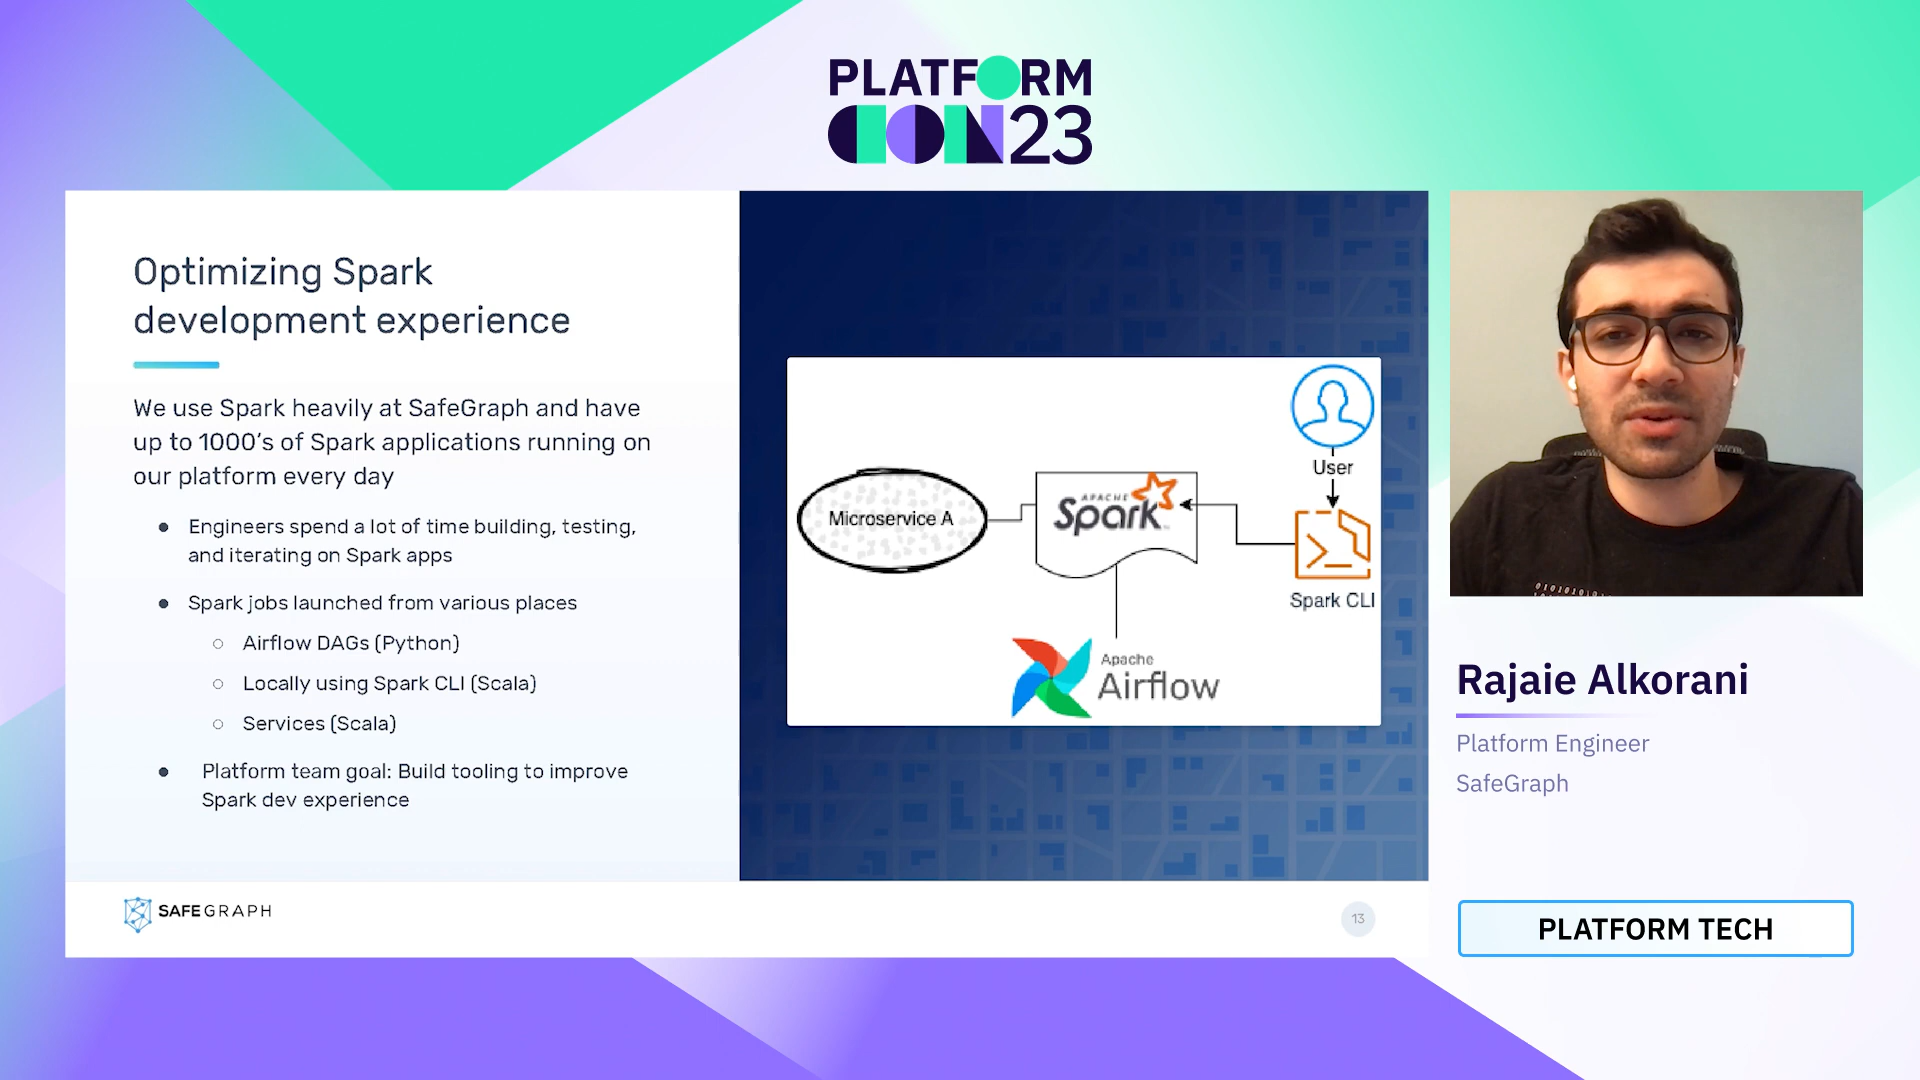 PLATFORM
CON23
Optimizing Spark
development experience
We use Spark heavily at SafeGraph and have
up to 1000's of Spark applications running on
our platform every day
● Engineers spend a lot of time building, testing,
and iterating on Spark apps
● Spark jobs launched from various places
○ Airflow DAGs (Python)
○ Locally using Spark CLI (Scala)
○ Services (Scala)
● Platform team goal: Build tooling to improve
Spark dev experience
SAFEGRAPH
13
Microservice A
APACHE
Spark
User
Spark CLI
Apache
Airflow
Rajaie Alkorani
Platform Engineer
SafeGraph
PLATFORM TECH